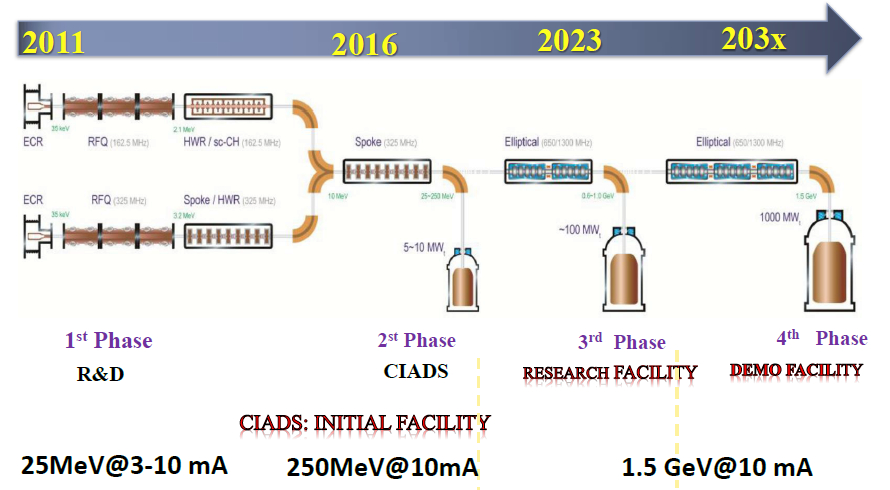 2011 2016 2023 203x
ECR RFQ (162.5 MHz) HWR / sc-CH (162.5 MHz)
35 keV 2.1 MeV
Spoke (325 MHz) Elliptical (650/1300 MHz) Elliptical (650/1300 MHz)
ECR RFQ (325 MHz) Spoke / HWR (325 MHz)
35 keV 3.2 MeV
10 MeV 25~250 MeV 0.6~1.0 GeV 1.5 GeV
5~10 MWt ~100 MWt 1000 MWt
1st Phase 2st Phase 3rd Phase 4th Phase
R&D CIADS RESEARCH FACILITY DEMO FACILITY
CIADS: INITIAL FACILITY
25MeV@3-10 mA 250MeV@10mA 1.5 GeV@10 mA